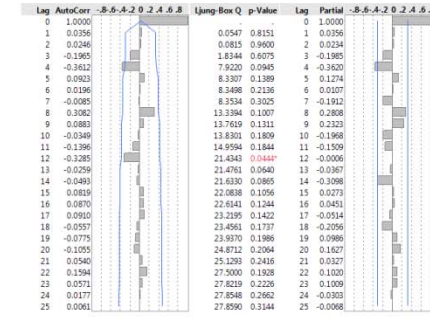 Lag AutoCorr -.8-.6-.4-.2 0 .2 .4 .6 .8 Ljung-Box Q p-Value Lag Partial -.8-.6-.4-.2 0 .2 .4 .6 .8
0 1.0000 . . 0 1.0000
1 0.0356 0.0547 0.8151 1 0.0356
2 0.0246 0.0815 0.9600 2 0.0234
3 -0.1965 1.8344 0.6075 3 -0.1985
4 -0.3612 7.9220 0.0945 4 -0.3620
5 0.0923 8.3307 0.1389 5 0.1274
6 0.0196 8.3498 0.2136 6 0.0107
7 -0.0085 8.3534 0.3025 7 -0.1912
8 0.3082 13.3394 0.1007 8 0.2808
9 0.0883 13.7619 0.1311 9 0.2323
10 -0.0349 13.8301 0.1809 10 -0.1968
11 -0.1396 14.9594 0.1844 11 -0.1509
12 -0.3285 21.4343 0.0444* 12 -0.0006
13 -0.0259 21.4761 0.0640 13 -0.0367
14 -0.0493 21.6330 0.0865 14 -0.3098
15 0.0819 22.0838 0.1056 15 0.0273
16 0.0870 22.6141 0.1244 16 0.0451
17 0.0910 23.2195 0.1422 17 -0.0514
18 -0.0557 23.4561 0.1737 18 -0.2056
19 -0.0775 23.9370 0.1986 19 0.0986
20 -0.1055 24.8712 0.2064 20 0.1627
21 0.0540 25.1293 0.2416 21 0.0327
22 0.1594 27.5000 0.1928 22 0.1020
23 0.0571 27.8219 0.2226 23 0.1009
24 0.0177 27.8548 0.2662 24 -0.0303
25 0.0061 27.8590 0.3144 25 -0.0068